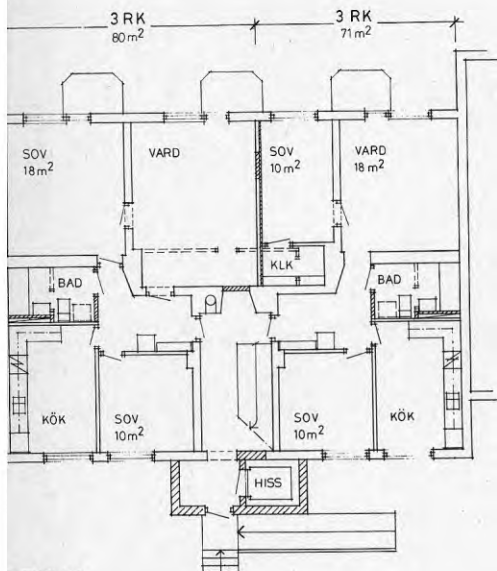 3 RK
80 m²
3 RK
71 m²
SOV
18 m²
VARD
SOV
10 m²
VARD
18 m²
KLK
BAD
BAD
KÖK
SOV
10 m²
SOV
10 m²
KÖK
HISS